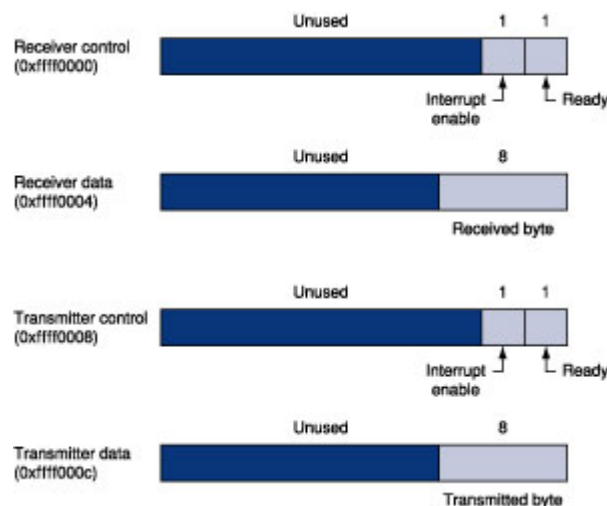 Unused 1 1
Receiver control
(0xffff0000)
Interrupt Ready
enable
Unused 8
Receiver data
(0xffff0004)
Received byte
Unused 1 1
Transmitter control
(0xffff0008)
Interrupt Ready
enable
Unused 8
Transmitter data
(0xffff000c)
Transmitted byte